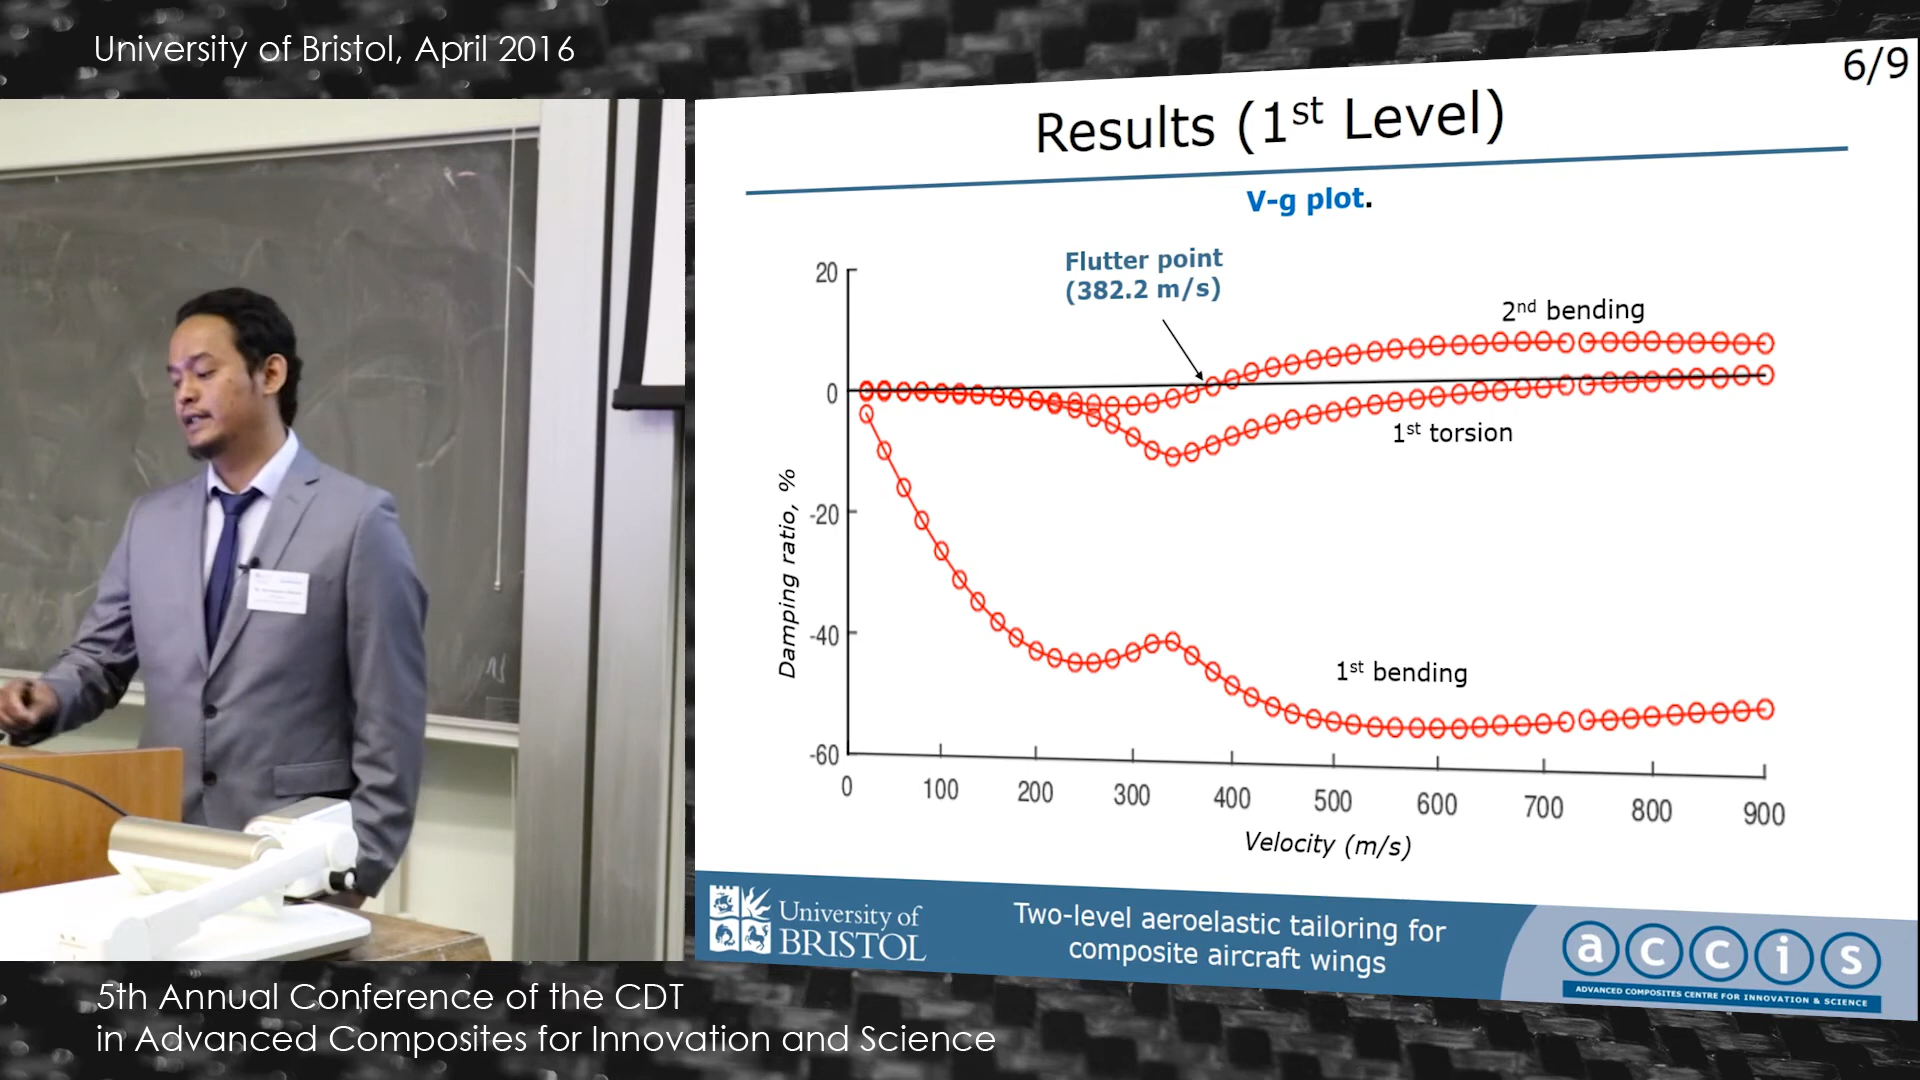 University of Bristol, April 2016
6/9
Results (1st Level)
V-g plot.
Flutter point
(382.2 m/s)
2nd bending
1st torsion
1st bending
Damping ratio, %
20
0
-20
-40
-60
0 100 200 300 400 500 600 700 800 900
Velocity (m/s)
University of
BRISTOL
Two-level aeroelastic tailoring for
composite aircraft wings
accis
ADVANCED COMPOSITES CENTRE FOR INNOVATION & SCIENCE
5th Annual Conference of the CDT
in Advanced Composites for Innovation and Science